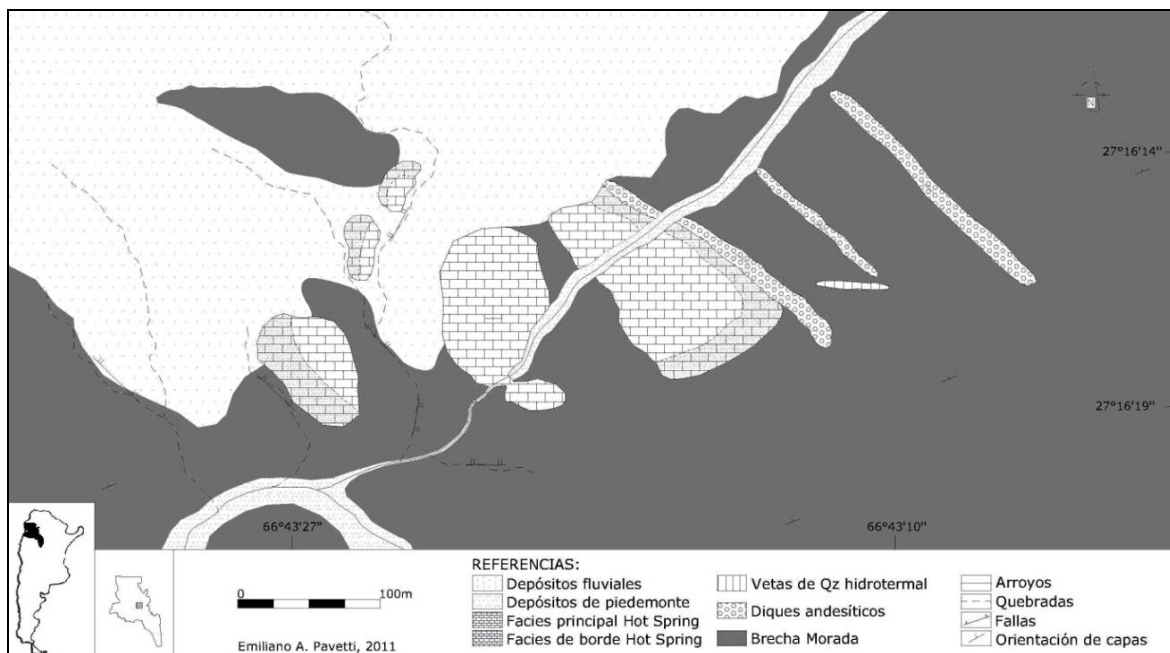 N
27°16'14"
27°16'19"
66°43'27"
66°43'10"
0 100m
Emiliano A. Pavetti, 2011
REFERENCIAS:
Depósitos fluviales
Depósitos de piedemonte
Facies principal Hot Spring
Facies de borde Hot Spring
Vetas de Qz hidrotermal
Diques andesíticos
Brecha Morada
Arroyos
Quebradas
Fallas
Orientación de capas